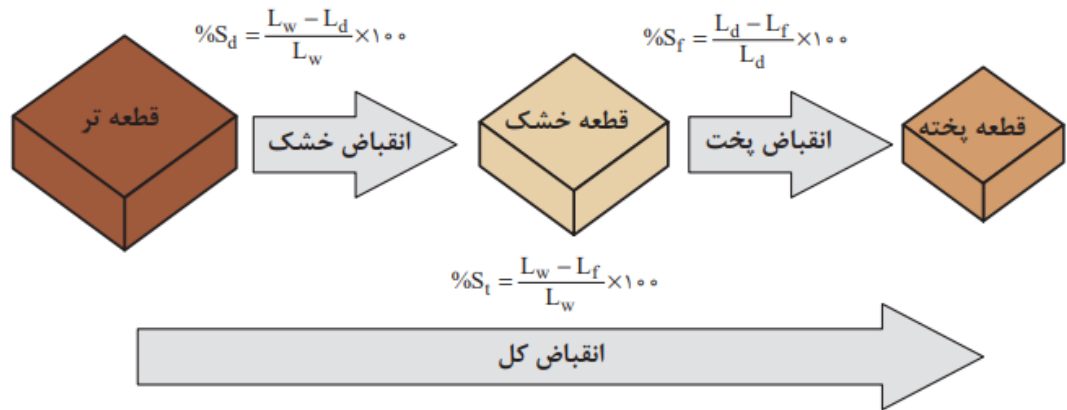 %S_d = (L_w − L_d) / L_w × ۱۰۰
%S_f = (L_d − L_f) / L_d × ۱۰۰
قطعه تر
انقباض خشک
قطعه خشک
انقباض پخت
قطعه پخته
%S_t = (L_w − L_f) / L_w × ۱۰۰
انقباض کل